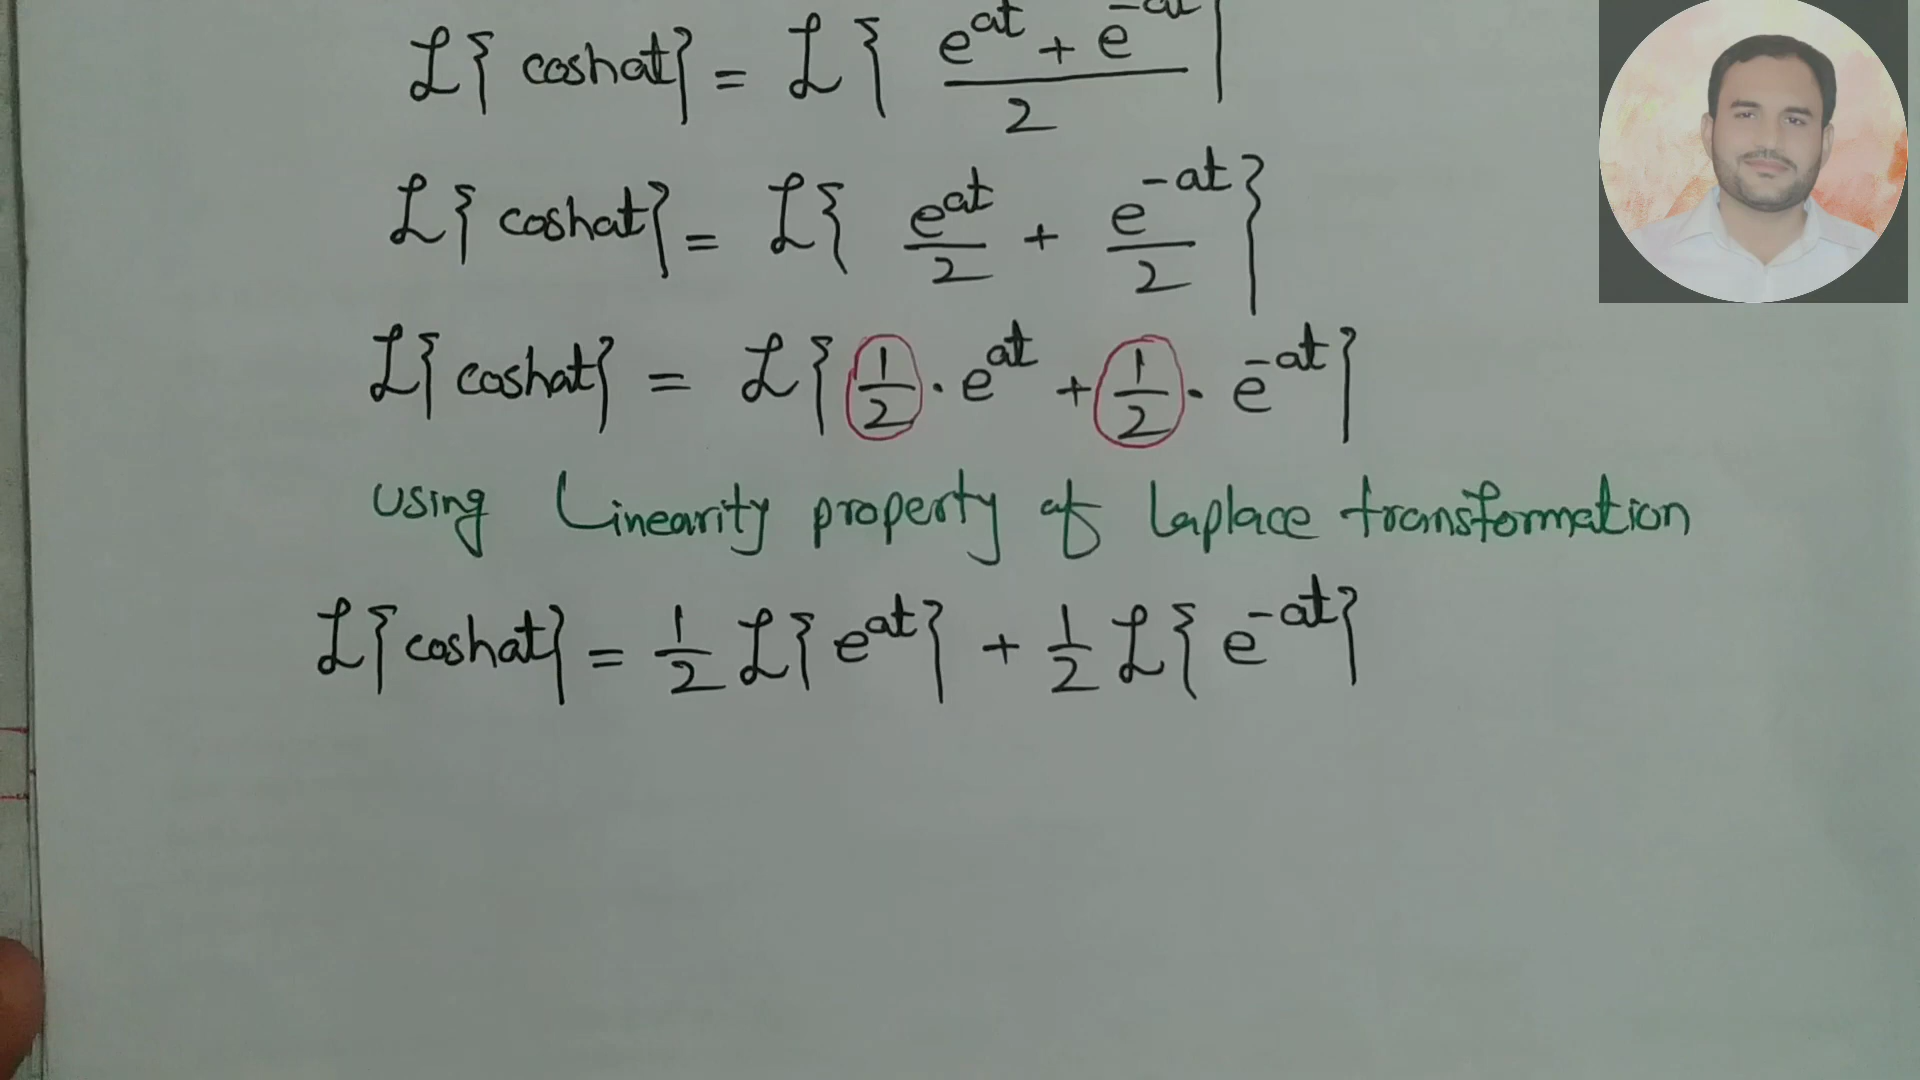 ℒ{ coshat} = ℒ{ (e^at + e^-at)/2 }
ℒ{ coshat} = ℒ{ e^at/2 + e^-at/2 }
ℒ{ coshat} = ℒ{ 1/2 · e^at + 1/2 · e^-at }
using Linearity property of Laplace transformation
ℒ{coshat} = 1/2 ℒ{ e^at} + 1/2 ℒ{ e^-at}